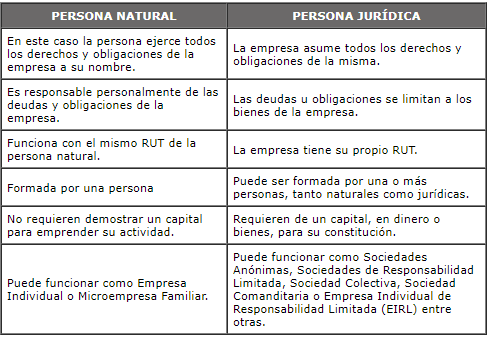 PERSONA NATURAL
PERSONA JURÍDICA
En este caso la persona ejerce todos
los derechos y obligaciones de la
empresa a su nombre.
La empresa asume todos los derechos y
obligaciones de la misma.
Es responsable personalmente de las
deudas y obligaciones de la
empresa.
Las deudas u obligaciones se limitan a los
bienes de la empresa.
Funciona con el mismo RUT de la
persona natural.
La empresa tiene su propio RUT.
Formada por una persona
Puede ser formada por una o más
personas, tanto naturales como jurídicas.
No requieren demostrar un capital
para emprender su actividad.
Requieren de un capital, en dinero o
bienes, para su constitución.
Puede funcionar como Empresa
Individual o Microempresa Familiar.
Puede funcionar como Sociedades
Anónimas, Sociedades de Responsabilidad
Limitada, Sociedad Colectiva, Sociedad
Comanditaria o Empresa Individual de
Responsabilidad Limitada (EIRL) entre
otras.